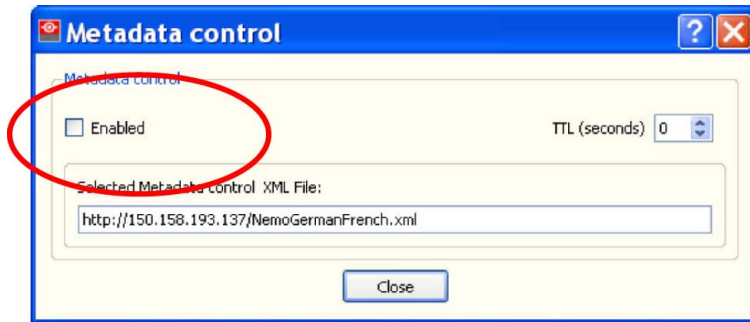 Metadata control
Metadata control
Enabled
TTL (seconds) 0
Selected Metadata control XML File:
http://150.158.193.137/NemoGermanFrench.xml
Close